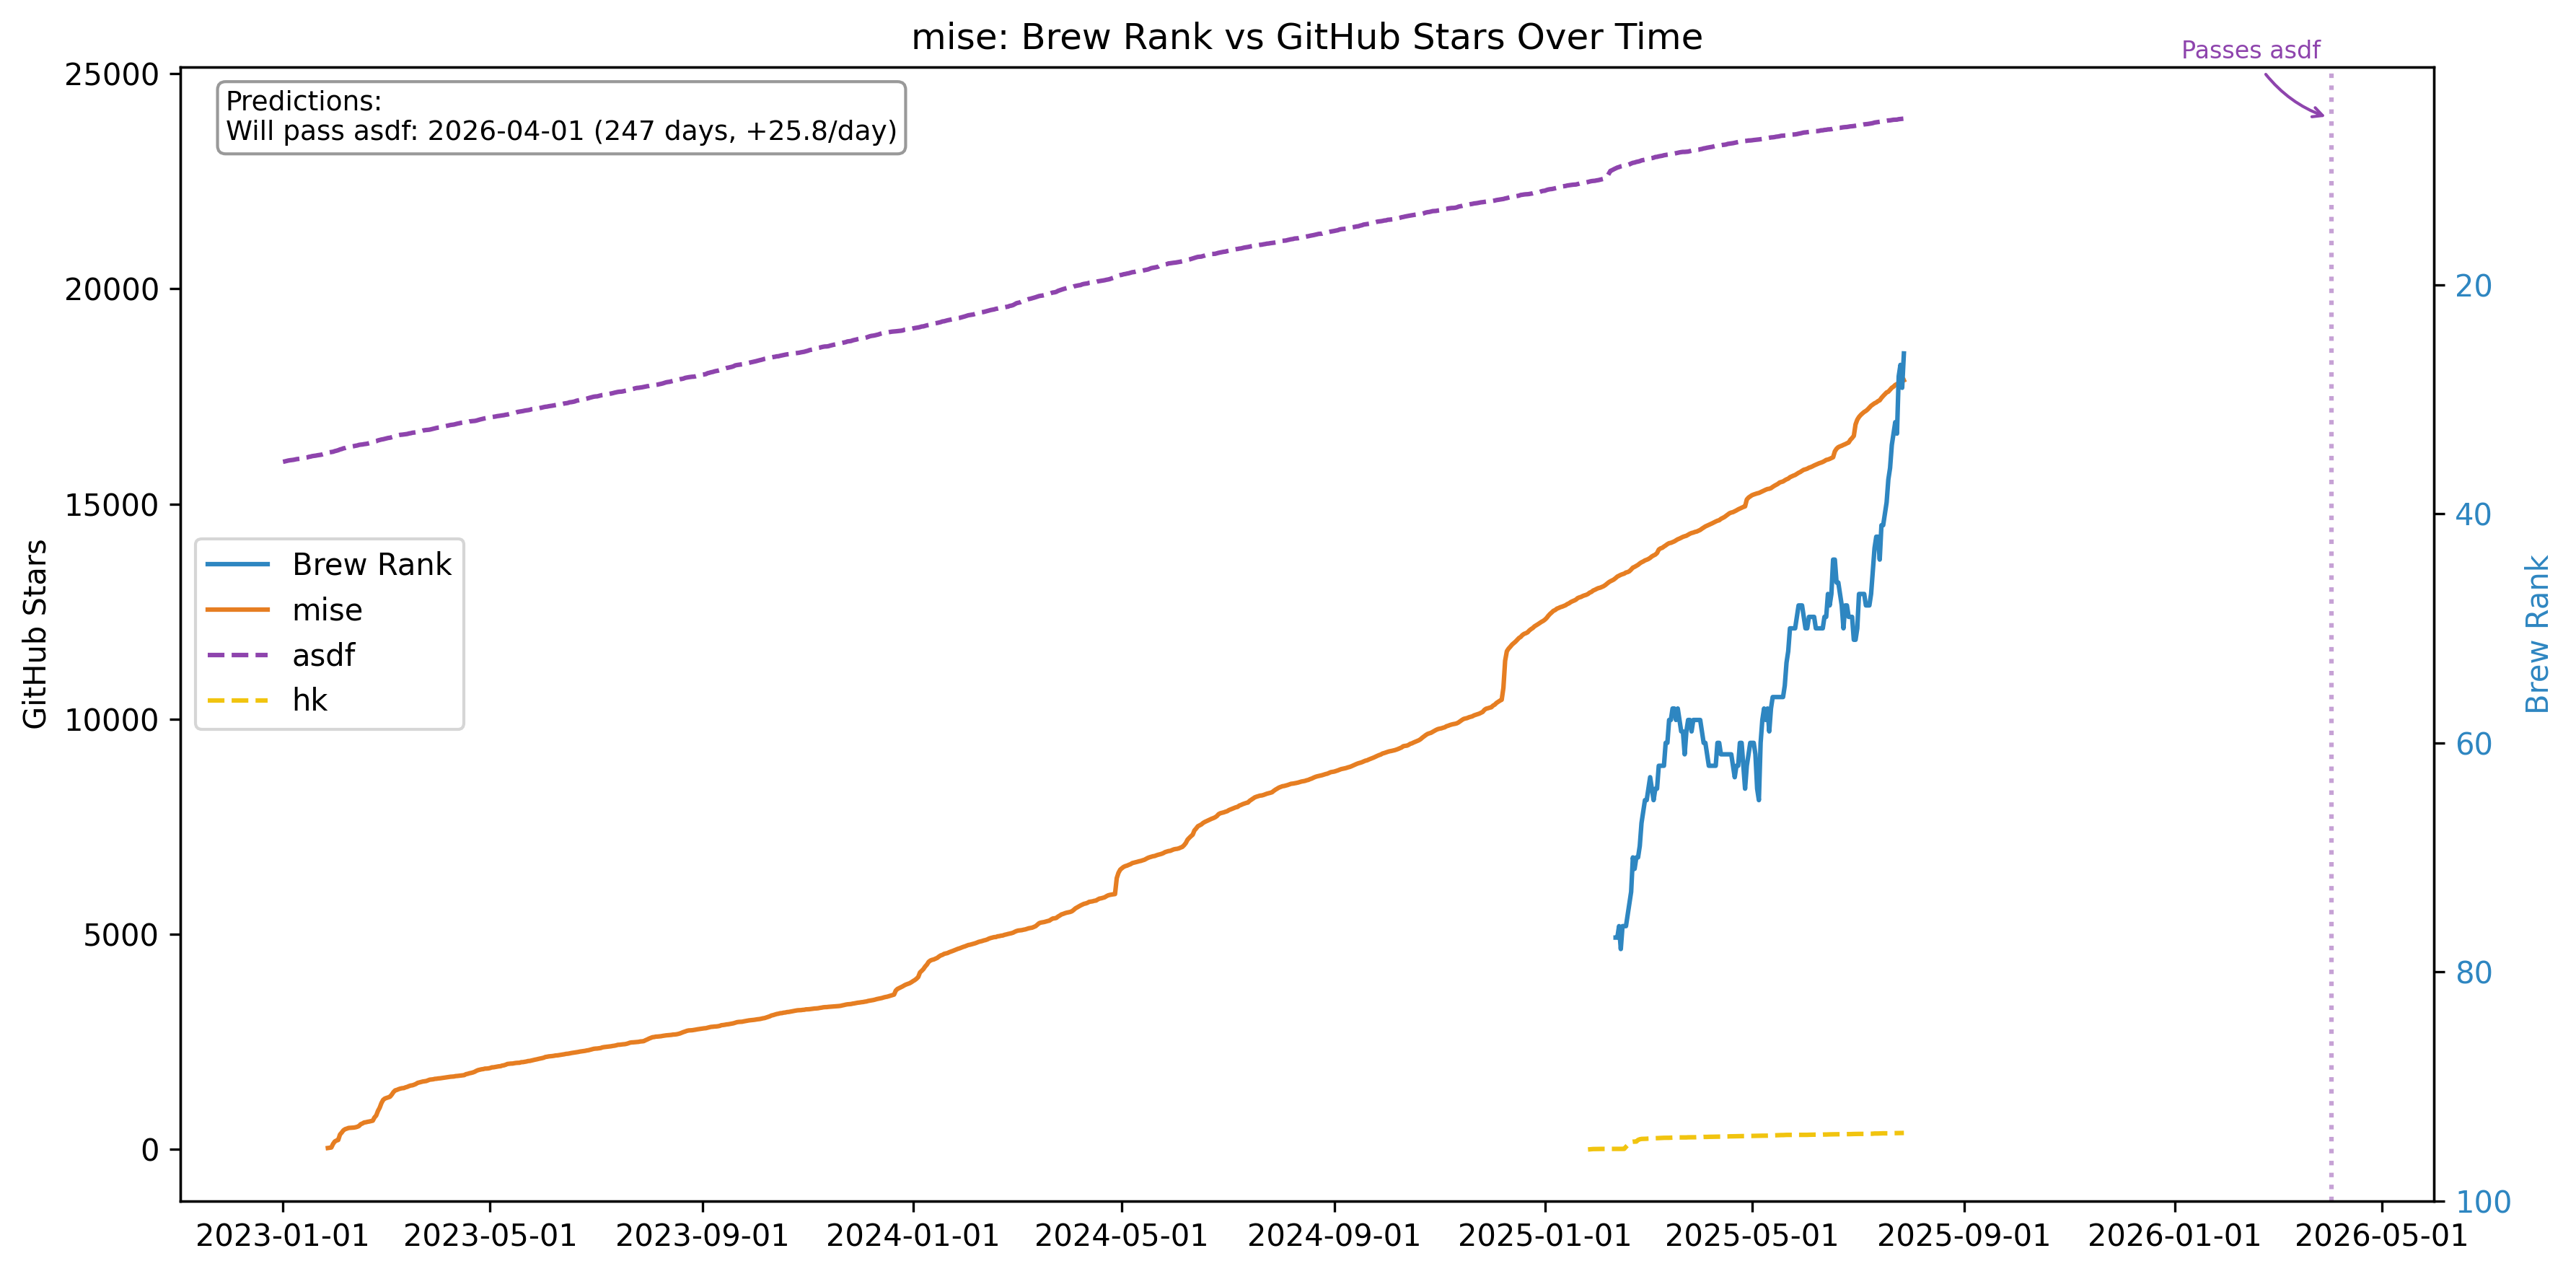 mise: Brew Rank vs GitHub Stars Over Time
Passes asdf
Predictions:
Will pass asdf: 2026-04-01 (247 days, +25.8/day)
GitHub Stars
25000
20000
15000
10000
5000
0
Brew Rank
mise
asdf
hk
20
40
60
80
100
Brew Rank
2023-01-01
2023-05-01
2023-09-01
2024-01-01
2024-05-01
2024-09-01
2025-01-01
2025-05-01
2025-09-01
2026-01-01
2026-05-01